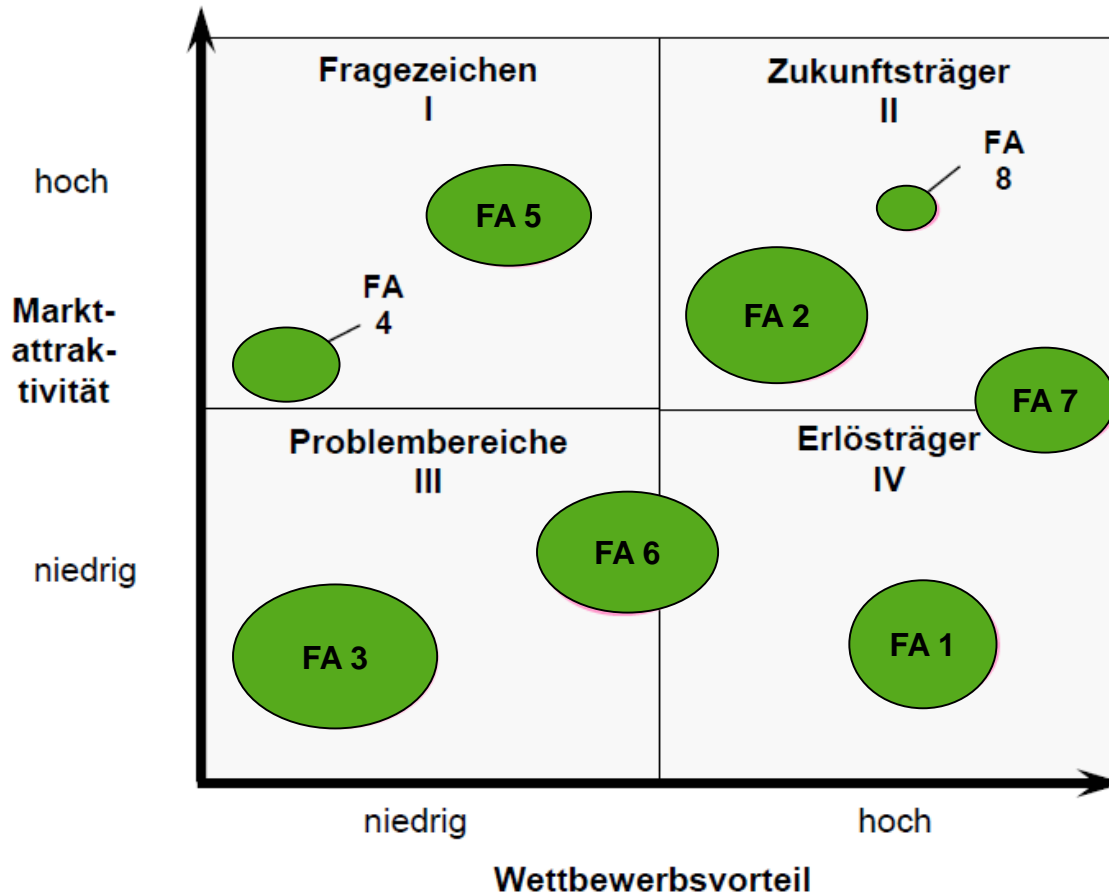 Fragezeichen
I
Zukunftsträger
II
FA
8
hoch
FA 5
FA
4
FA 2
Markt-
attrak-
tivität
FA 7
Problembereiche
III
Erlösträger
IV
niedrig
FA 6
FA 3
FA 1
niedrig
hoch
Wettbewerbsvorteil